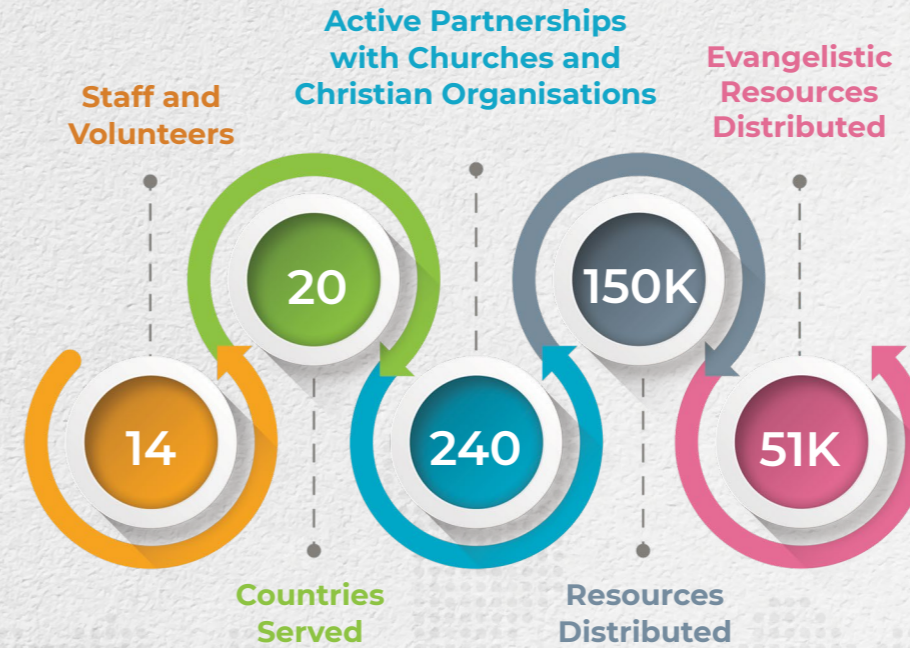 Active Partnerships
with Churches and
Christian Organisations
Evangelistic
Resources
Distributed
Staff and
Volunteers
20
150K
14
240
51K
Countries
Served
Resources
Distributed